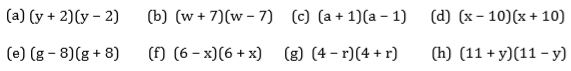 (a) (y + 2)(y − 2) (b) (w + 7)(w − 7) (c) (a + 1)(a − 1) (d) (x − 10)(x + 10)
(e) (g − 8)(g + 8) (f) (6 − x)(6 + x) (g) (4 − r)(4 + r) (h) (11 + y)(11 − y)